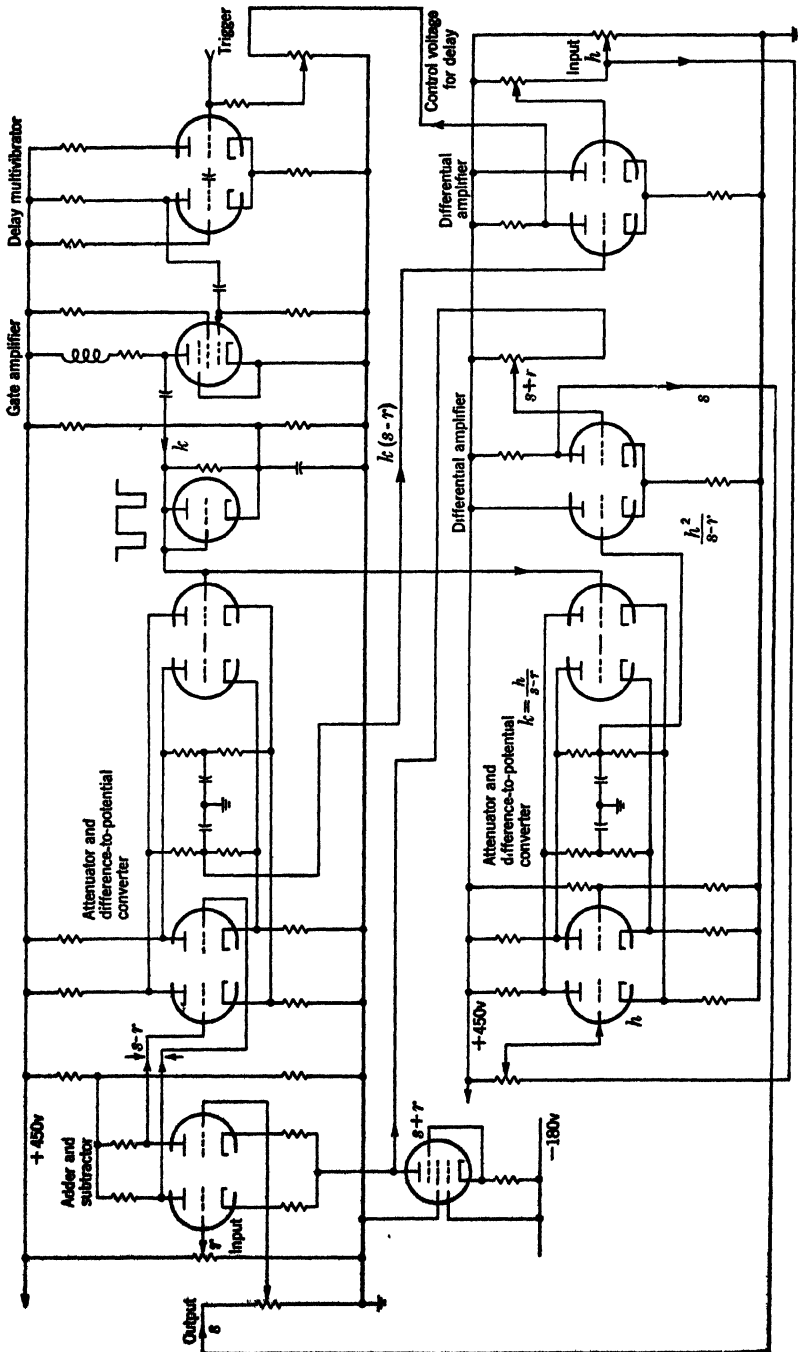 +450v
Adder and
subtractor
s-r
Attenuator and
difference-to-potential
converter
k
Gate amplifier
Delay multivibrator
Trigger
Output
s
r
Input
s+r
-180v
k (s-r)
Control voltage
for delay
+450v
h
Attenuator and
difference-to-potential
converter
k = h
s-r
h²
s-r
Differential amplifier
s+r
s
Differential
amplifier
Input
h